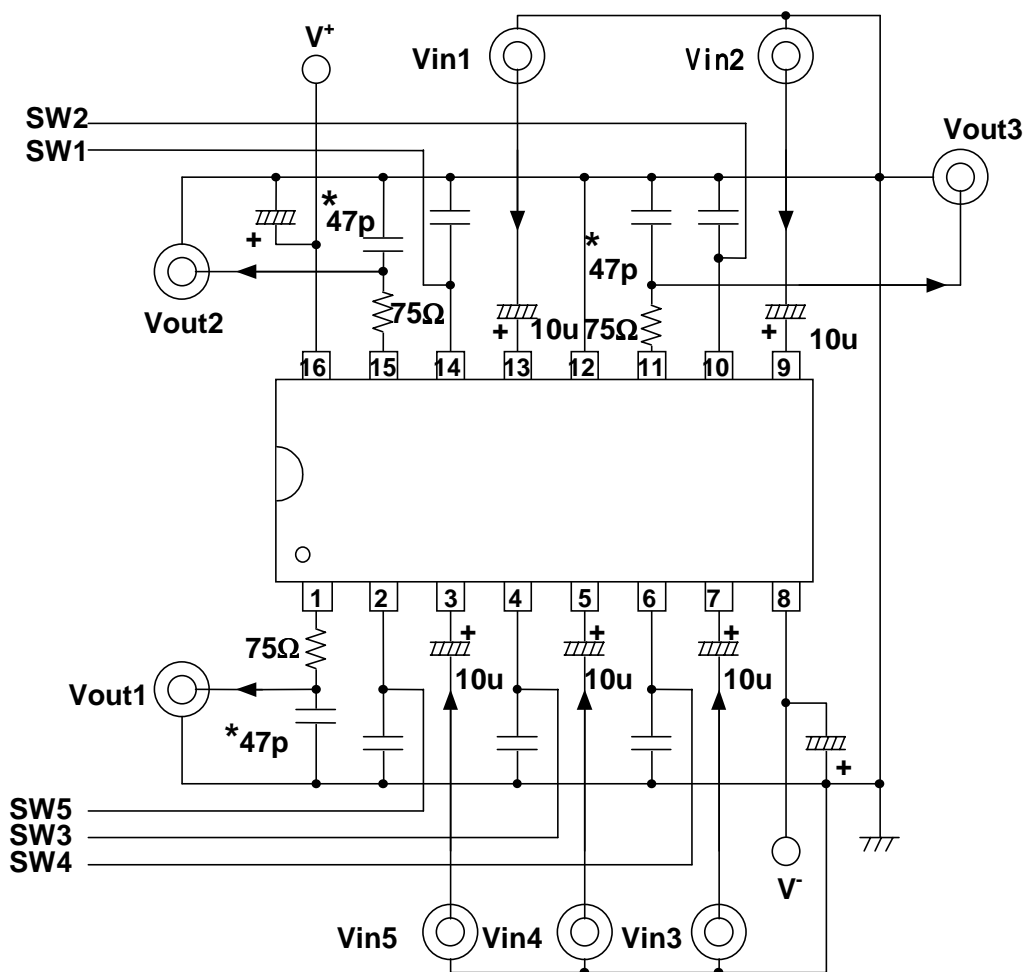 V+ Vin1 Vin2
SW2
SW1
Vout3
* 47p
+
* 47p
Vout2
75Ω
+ 10u
75Ω
+ 10u
16 15 14 13 12 11 10 9
1 2 3 4 5 6 7 8
75Ω
+ 10u
+ 10u
+ 10u
Vout1
*47p
+
SW5
SW3
SW4
V-
Vin5 Vin4 Vin3